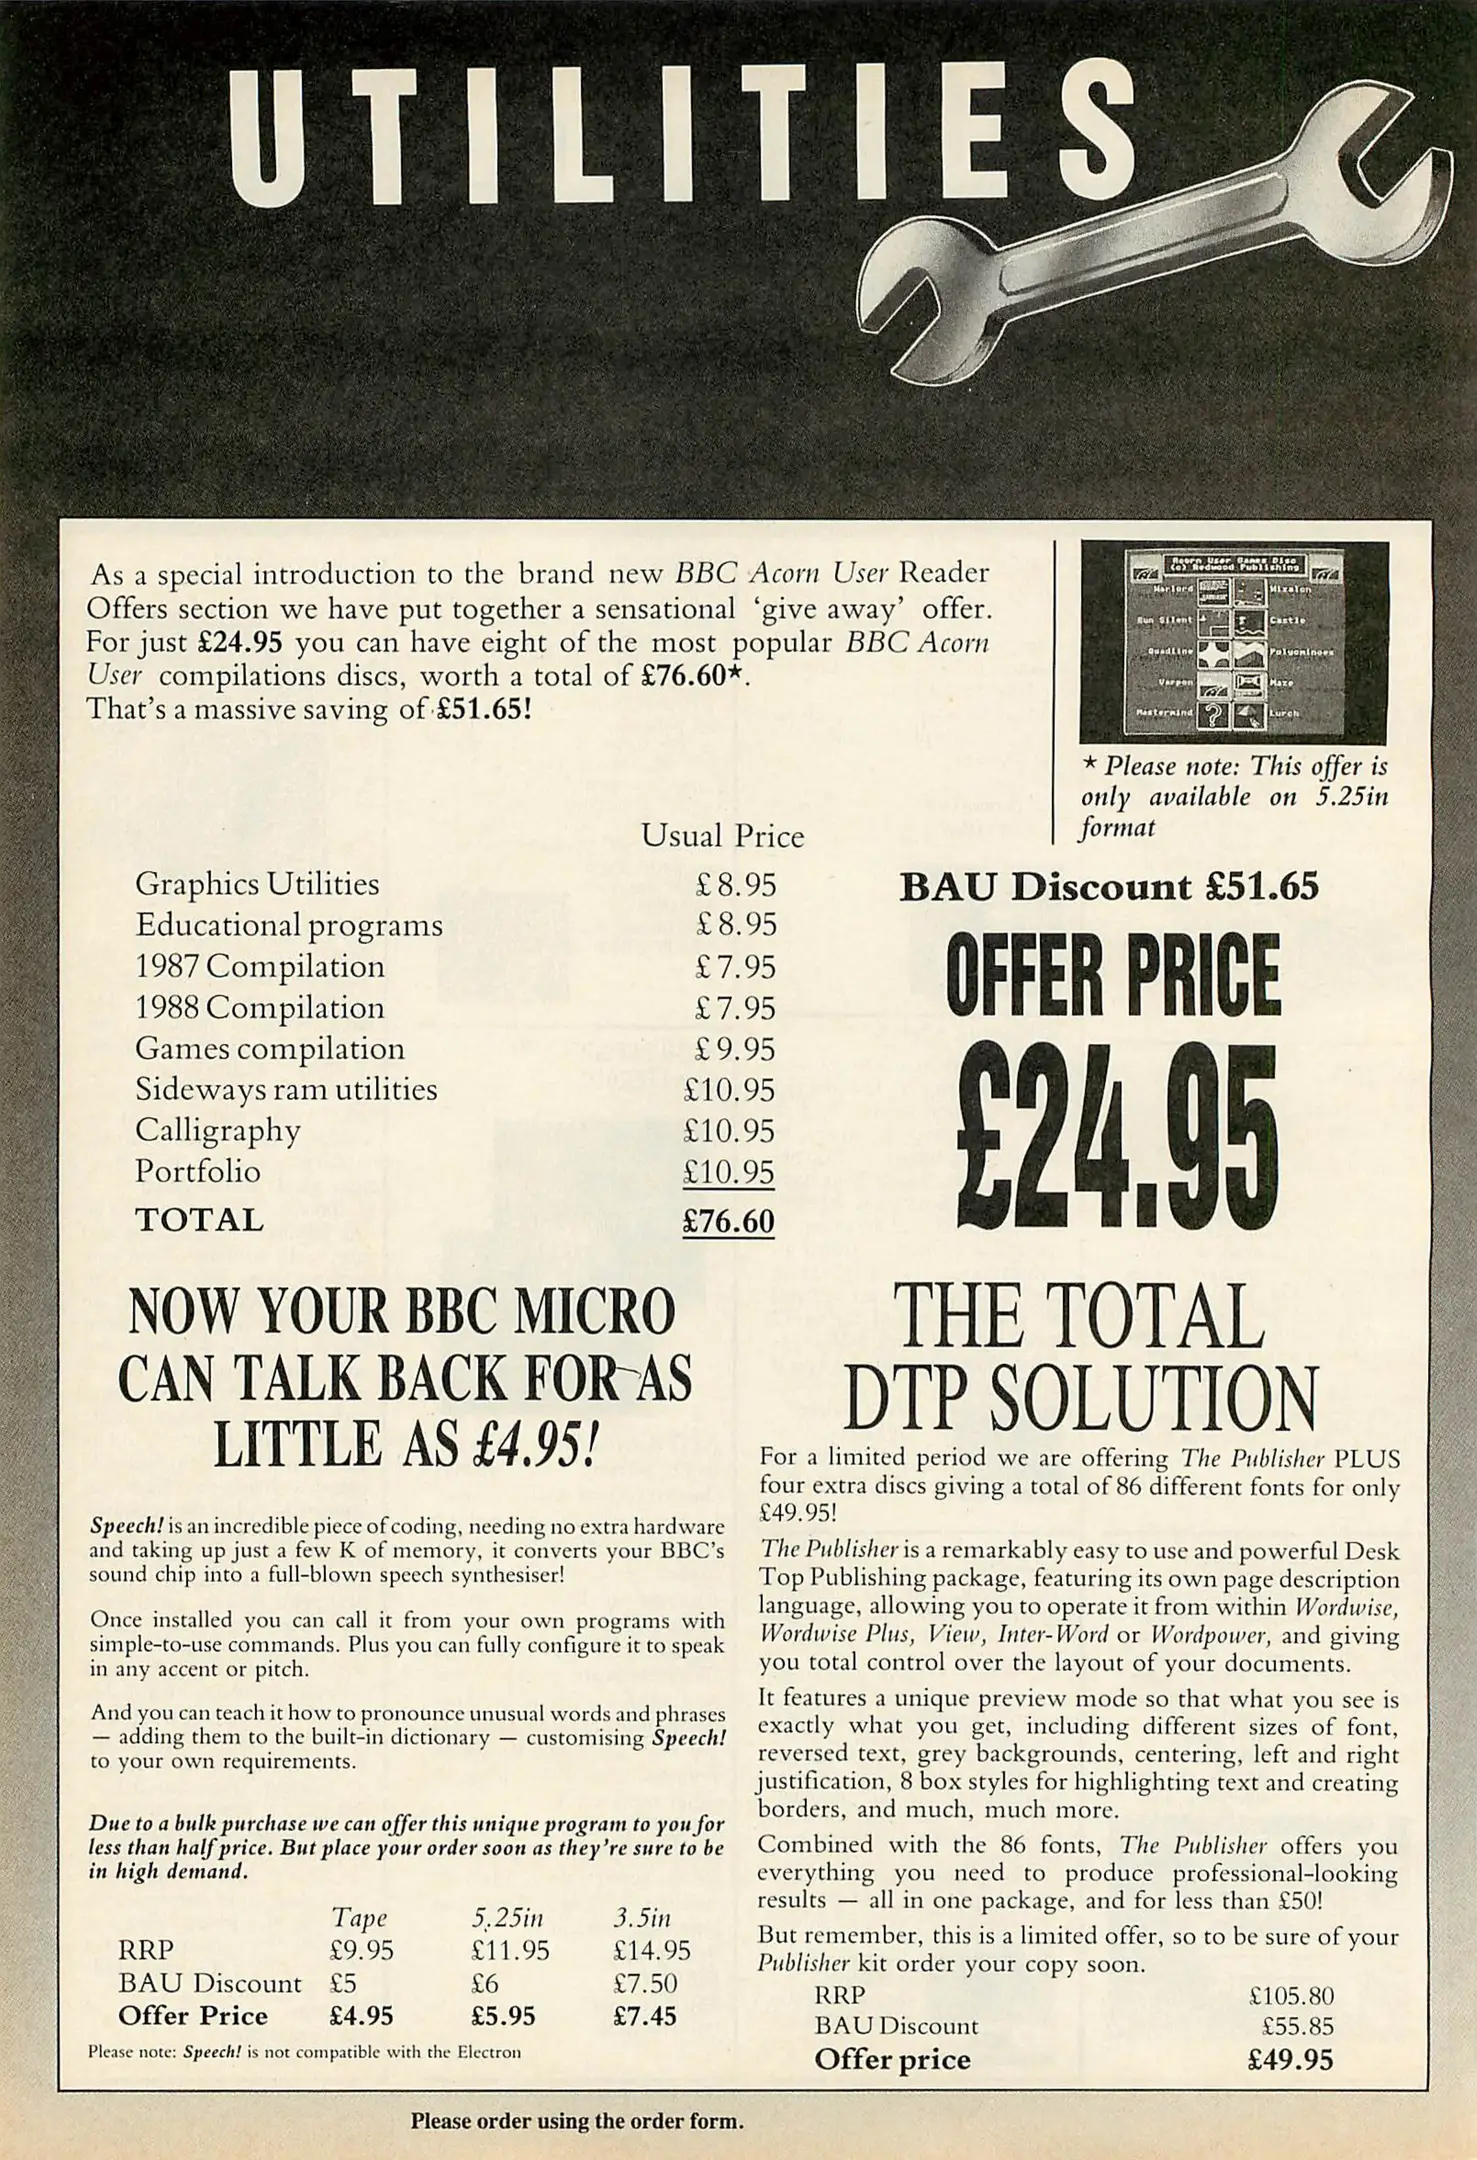 UTILITIES
As a special introduction to the brand new BBC Acorn User Reader
Offers section we have put together a sensational ‘give away’ offer.
For just £24.95 you can have eight of the most popular BBC Acorn
User compilations discs, worth a total of £76.60★.
That's a massive saving of £51.65!
Acorn User Games Disc
(c) Redwood Publishing
Warlord
Mission
Run Silent
Castle
Quadline
Polyominoes
Maze
Mastermind
Lurch
★ Please note: This offer is
only available on 5.25in
format
Usual Price
Graphics Utilities £8.95
Educational programs £8.95
1987 Compilation £7.95
1988 Compilation £7.95
Games compilation £9.95
Sideways ram utilities £10.95
Calligraphy £10.95
Portfolio £10.95
TOTAL £76.60
BAU Discount £51.65
OFFER PRICE
£24.95
NOW YOUR BBC MICRO
CAN TALK BACK FOR AS
LITTLE AS £4.95!
Speech! is an incredible piece of coding, needing no extra hardware
and taking up just a few K of memory, it converts your BBC's
sound chip into a full-blown speech synthesiser!
Once installed you can call it from your own programs with
simple-to-use commands. Plus you can fully configure it to speak
in any accent or pitch.
And you can teach it how to pronounce unusual words and phrases
— adding them to the built-in dictionary — customising Speech!
to your own requirements.
Due to a bulk purchase we can offer this unique program to you for
less than half price. But place your order soon as they're sure to be
in high demand.
Tape 5.25in 3.5in
RRP £9.95 £11.95 £14.95
BAU Discount £5 £6 £7.50
Offer Price £4.95 £5.95 £7.45
Please note: Speech! is not compatible with the Electron
THE TOTAL
DTP SOLUTION
For a limited period we are offering The Publisher PLUS
four extra discs giving a total of 86 different fonts for only
£49.95!
The Publisher is a remarkably easy to use and powerful Desk
Top Publishing package, featuring its own page description
language, allowing you to operate it from within Wordwise,
Wordwise Plus, View, Inter-Word or Wordpower, and giving
you total control over the layout of your documents.
It features a unique preview mode so that what you see is
exactly what you get, including different sizes of font,
reversed text, grey backgrounds, centering, left and right
justification, 8 box styles for highlighting text and creating
borders, and much, much more.
Combined with the 86 fonts, The Publisher offers you
everything you need to produce professional-looking
results — all in one package, and for less than £50!
But remember, this is a limited offer, so to be sure of your
Publisher kit order your copy soon.
RRP £105.80
BAU Discount £55.85
Offer price £49.95
Please order using the order form.